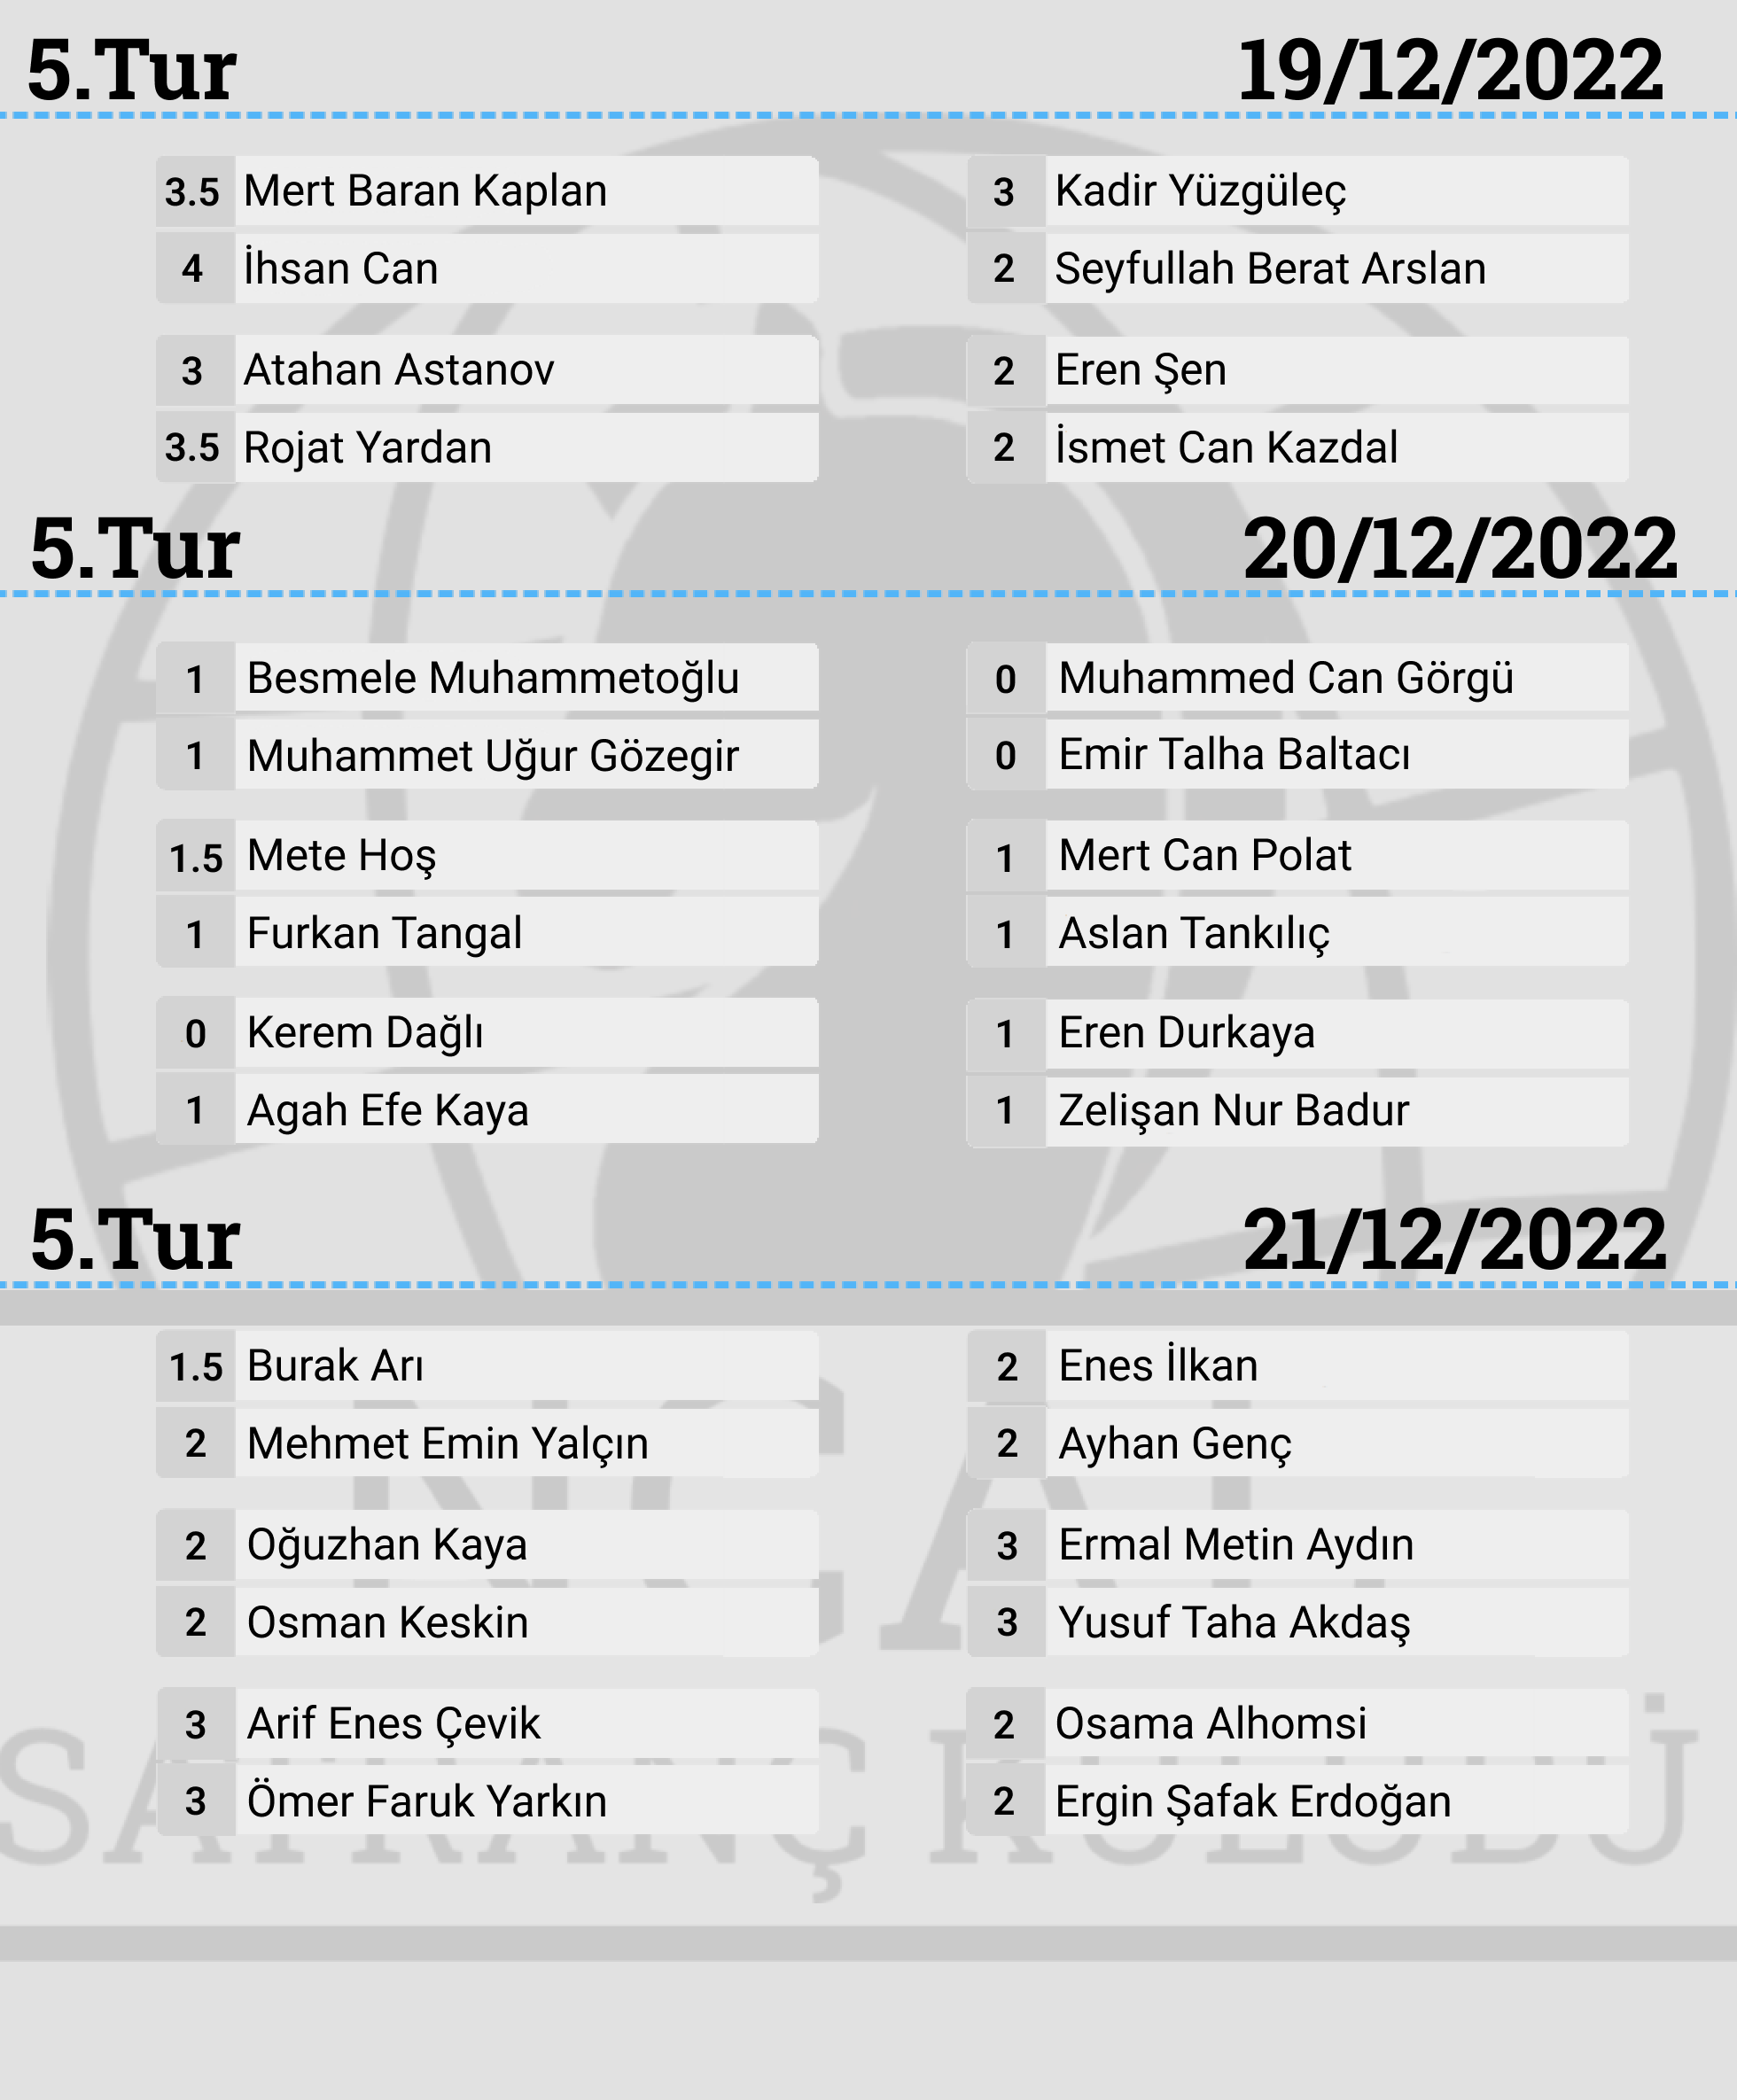 5.Tur 19/12/2022
3.5 Mert Baran Kaplan
4 İhsan Can
3 Kadir Yüzgüleç
2 Seyfullah Berat Arslan
3 Atahan Astanov
3.5 Rojat Yardan
2 Eren Şen
2 İsmet Can Kazdal
5.Tur 20/12/2022
1 Besmele Muhammetoğlu
1 Muhammet Uğur Gözegir
0 Muhammed Can Görgü
0 Emir Talha Baltacı
1.5 Mete Hoş
1 Furkan Tangal
1 Mert Can Polat
1 Aslan Tankılıç
0 Kerem Dağlı
1 Agah Efe Kaya
1 Eren Durkaya
1 Zelişan Nur Badur
5.Tur 21/12/2022
1.5 Burak Arı
2 Mehmet Emin Yalçın
2 Enes İlkan
2 Ayhan Genç
2 Oğuzhan Kaya
2 Osman Keskin
3 Ermal Metin Aydın
3 Yusuf Taha Akdaş
3 Arif Enes Çevik
3 Ömer Faruk Yarkın
2 Osama Alhomsi
2 Ergin Şafak Erdoğan
SATRANÇ KULÜBÜ